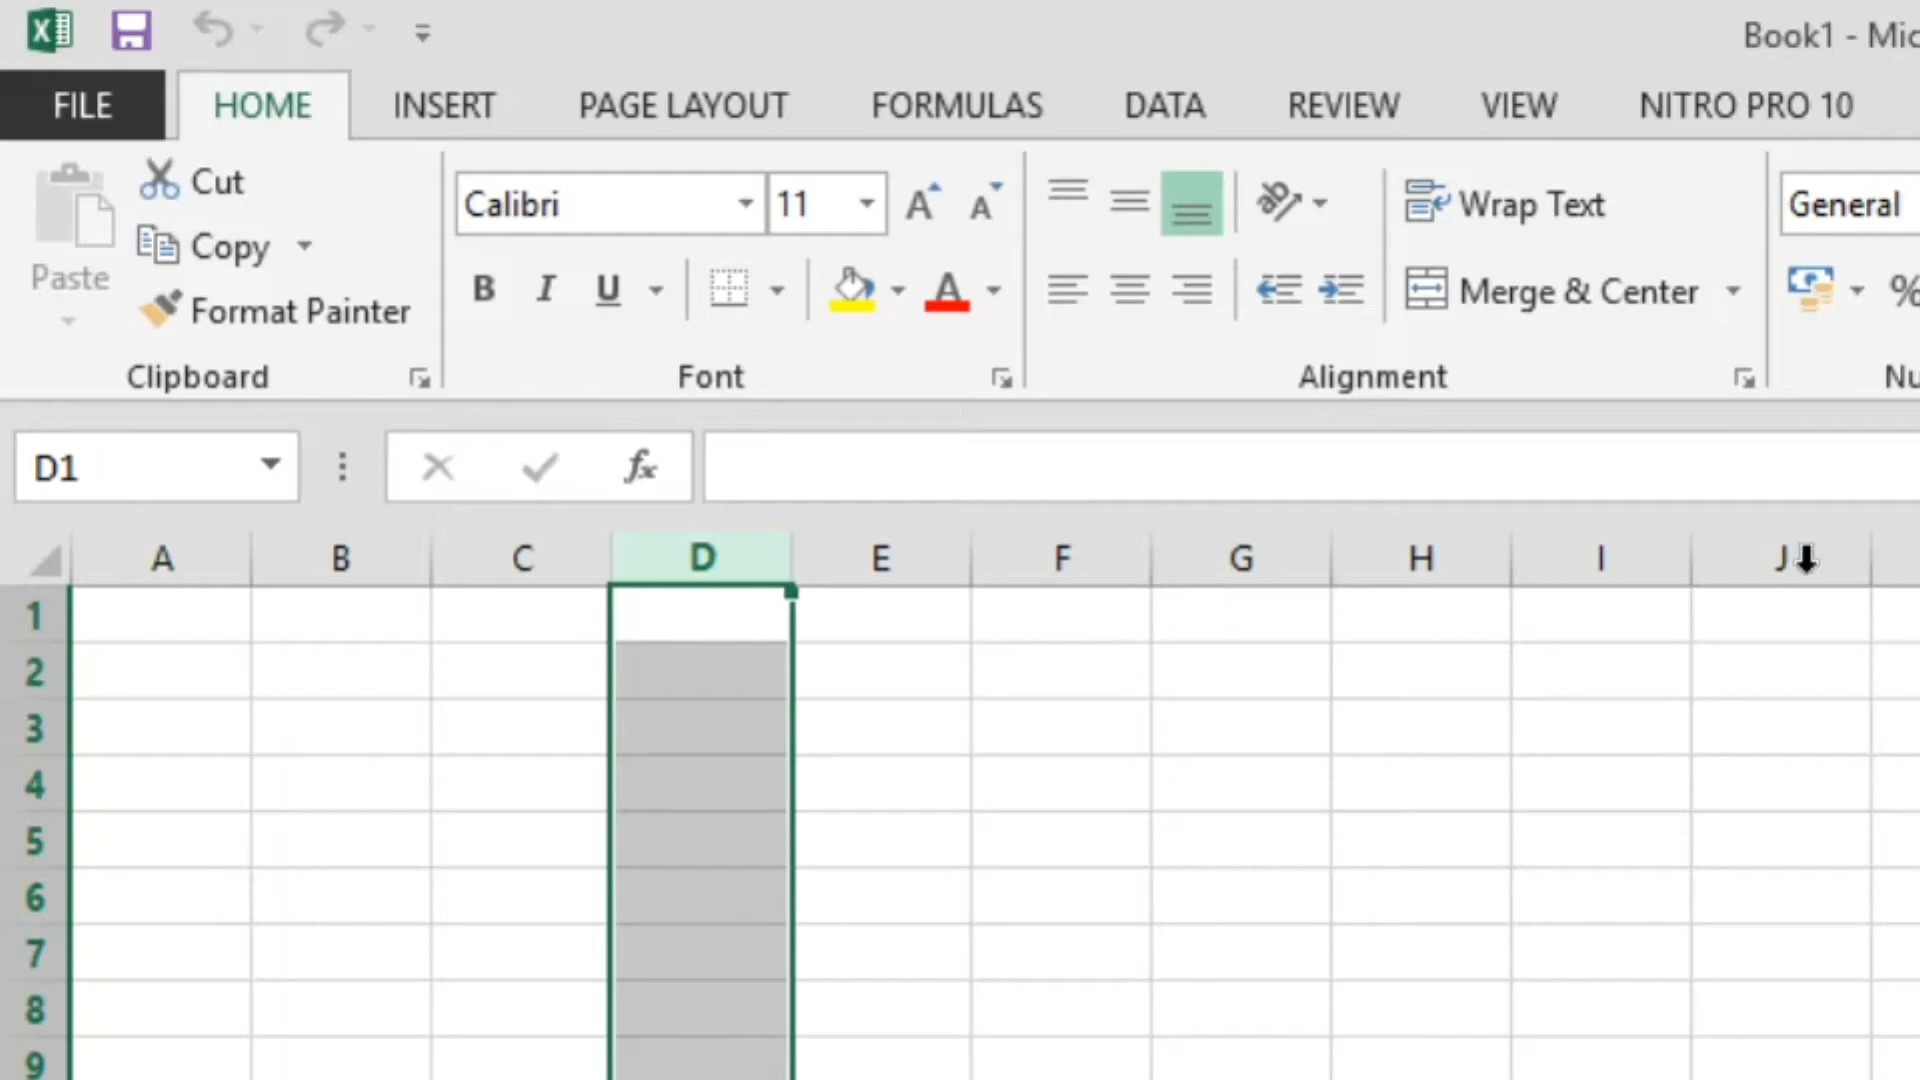 Book1 - Mic
FILE HOME INSERT PAGE LAYOUT FORMULAS DATA REVIEW VIEW NITRO PRO 10
Paste
Cut
Copy
Format Painter
Clipboard
Calibri 11
B I U
Font
Wrap Text
Merge & Center
Alignment
General
%
Nu
D1
fx
A B C D E F G H I J
1
2
3
4
5
6
7
8
9